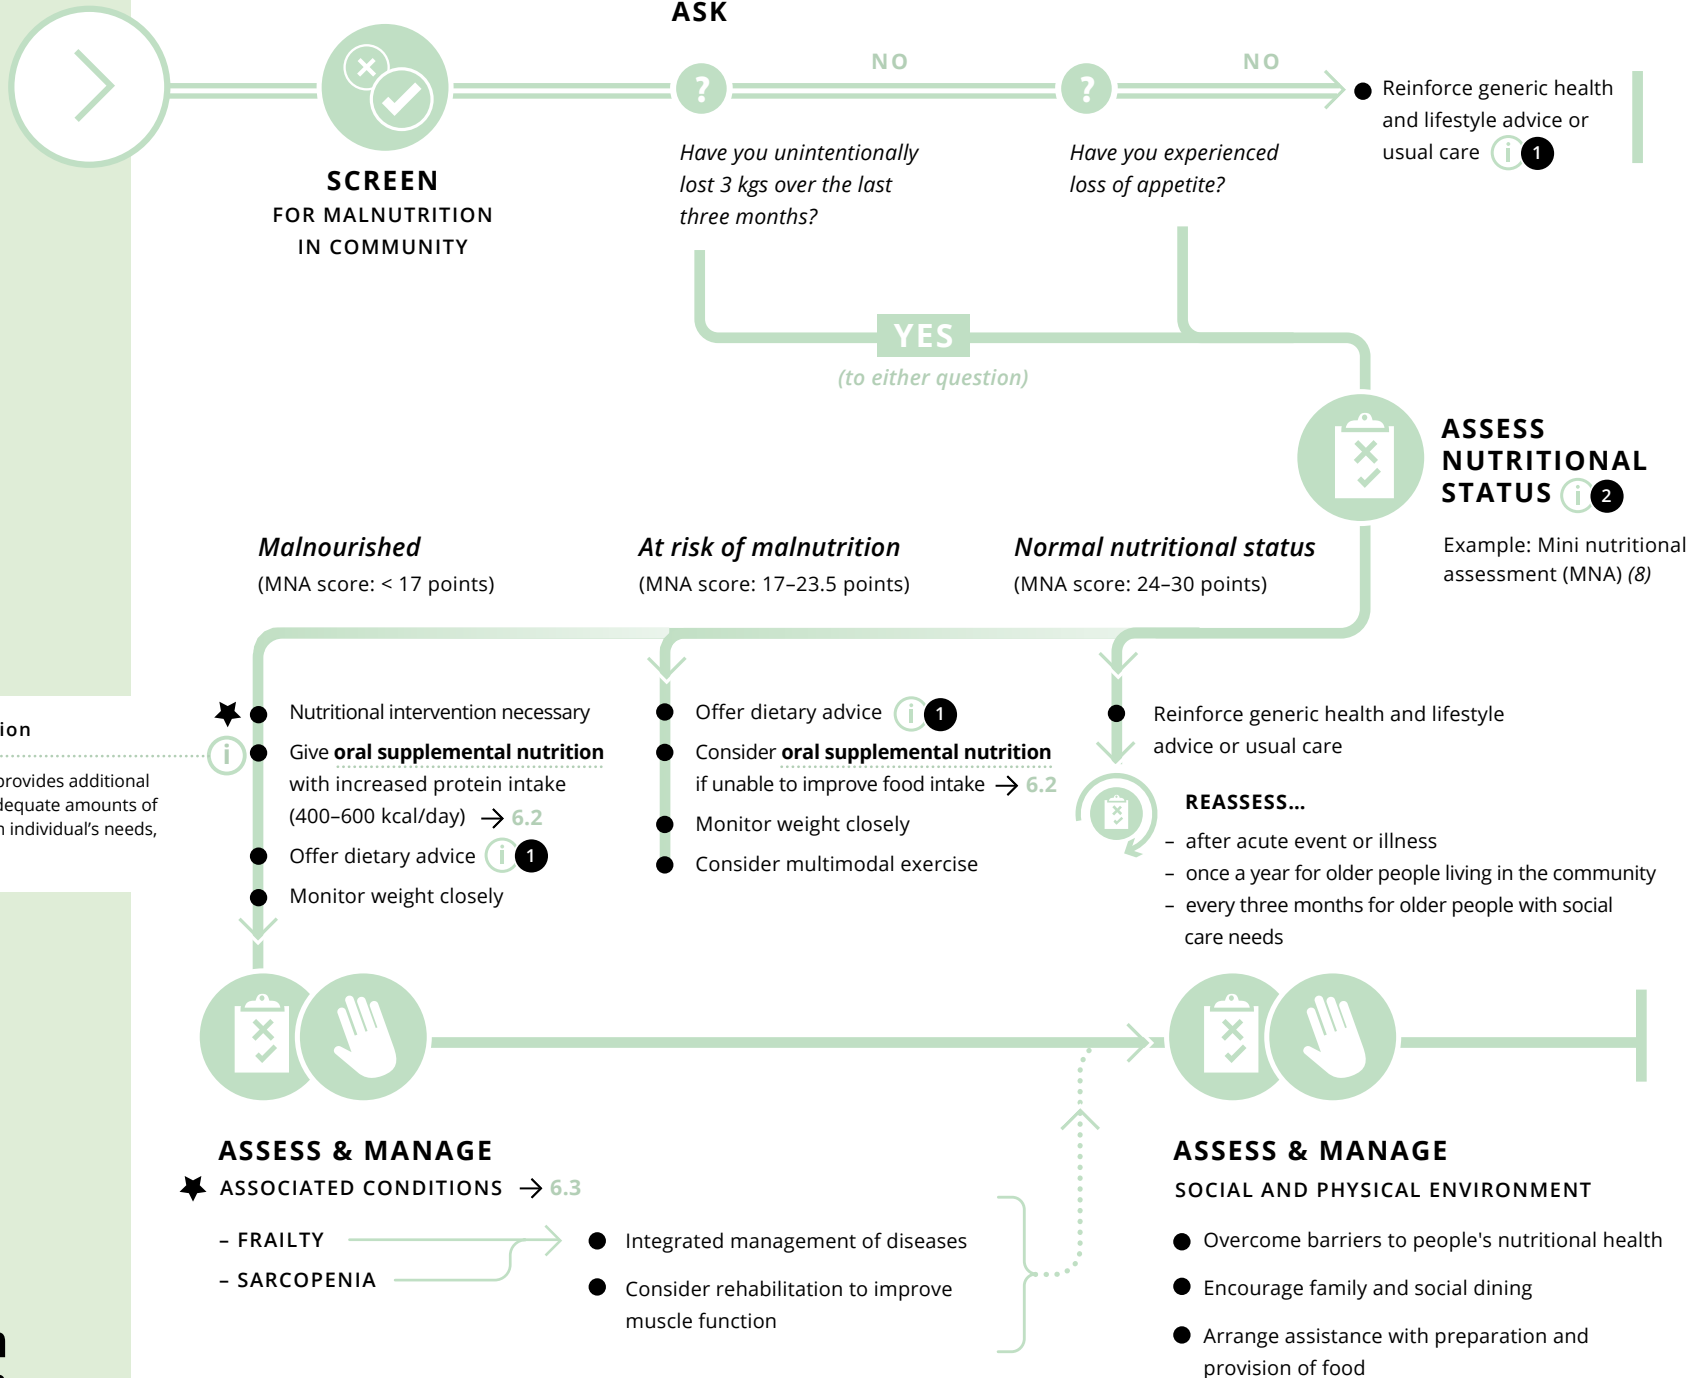 ASK
NO
NO
SCREEN
FOR MALNUTRITION
IN COMMUNITY
Have you unintentionally
lost 3 kgs over the last
three months?
Have you experienced
loss of appetite?
Reinforce generic health
and lifestyle advice or
usual care i 1
YES
(to either question)
ASSESS
NUTRITIONAL
STATUS i 2
Example: Mini nutritional
assessment (MNA) (8)
Malnourished
(MNA score: < 17 points)
At risk of malnutrition
(MNA score: 17–23.5 points)
Normal nutritional status
(MNA score: 24–30 points)
provides additional
individual's needs,
i
Nutritional intervention necessary
Give oral supplemental nutrition
with increased protein intake
(400–600 kcal/day) → 6.2
Offer dietary advice i 1
Monitor weight closely
Offer dietary advice i 1
Consider oral supplemental nutrition
if unable to improve food intake → 6.2
Monitor weight closely
Consider multimodal exercise
Reinforce generic health and lifestyle
advice or usual care
REASSESS...
– after acute event or illness
– once a year for older people living in the community
– every three months for older people with social
care needs
ASSESS & MANAGE
ASSOCIATED CONDITIONS → 6.3
– FRAILTY
– SARCOPENIA
Integrated management of diseases
Consider rehabilitation to improve
muscle function
ASSESS & MANAGE
SOCIAL AND PHYSICAL ENVIRONMENT
Overcome barriers to people's nutritional health
Encourage family and social dining
Arrange assistance with preparation and
provision of food